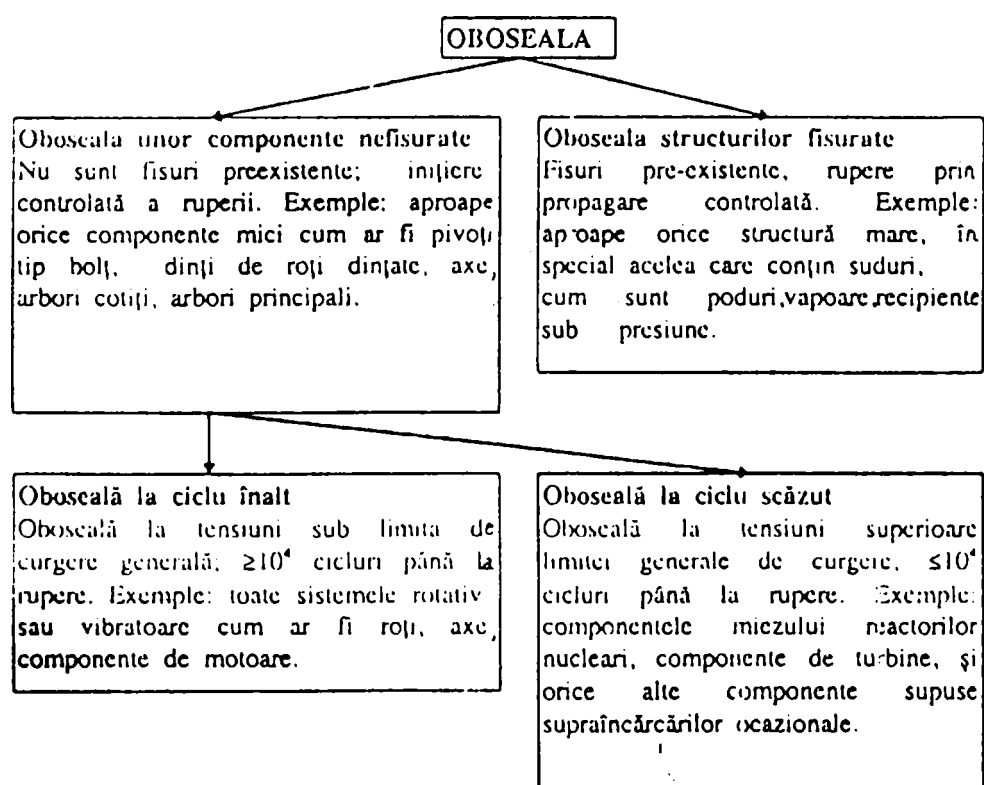 OBOSEALA
Oboseala unor componente nefisurate
Nu sunt fisuri preexistente; inițiere
controlată a ruperii. Exemple: aproape
orice componente mici cum ar fi pivoți
tip bolț, dinți de roți dințate, axe,
arbori cotiți, arbori principali.
Oboseala structurilor fisurate
Fisuri pre-existente, rupere prin
propagare controlată. Exemple:
aproape orice structură mare, în
special acelea care conțin suduri,
cum sunt poduri,vapoare,recipiente
sub presiune.
Oboseală la ciclu înalt
Oboseală la tensiuni sub limita de
curgere generală; ≥10⁴ cicluri până la
rupere. Exemple: toate sistemele rotativ
sau vibratoare cum ar fi roți, axe,
componente de motoare.
Oboseală la ciclu scăzut
Oboseală la tensiuni superioare
limitei generale de curgere, ≤10⁴
cicluri până la rupere. Exemple:
componentele miezului reactorilor
nucleari, componente de turbine, și
orice alte componente supuse
supraîncărcărilor ocazionale.